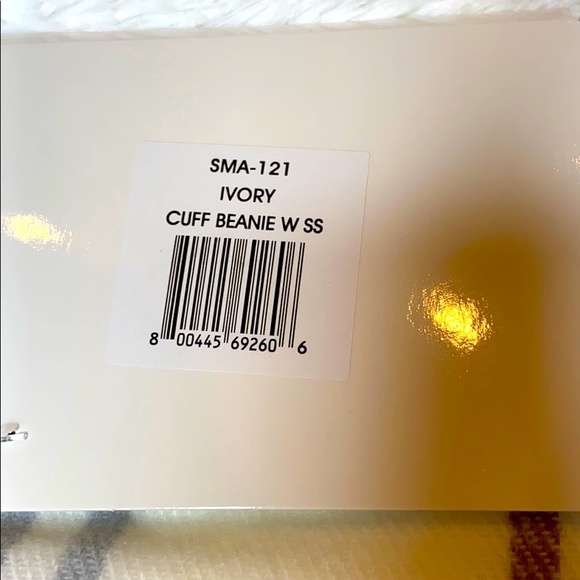 SMA-121
IVORY
CUFF BEANIE W SS
8 00445 69260 6